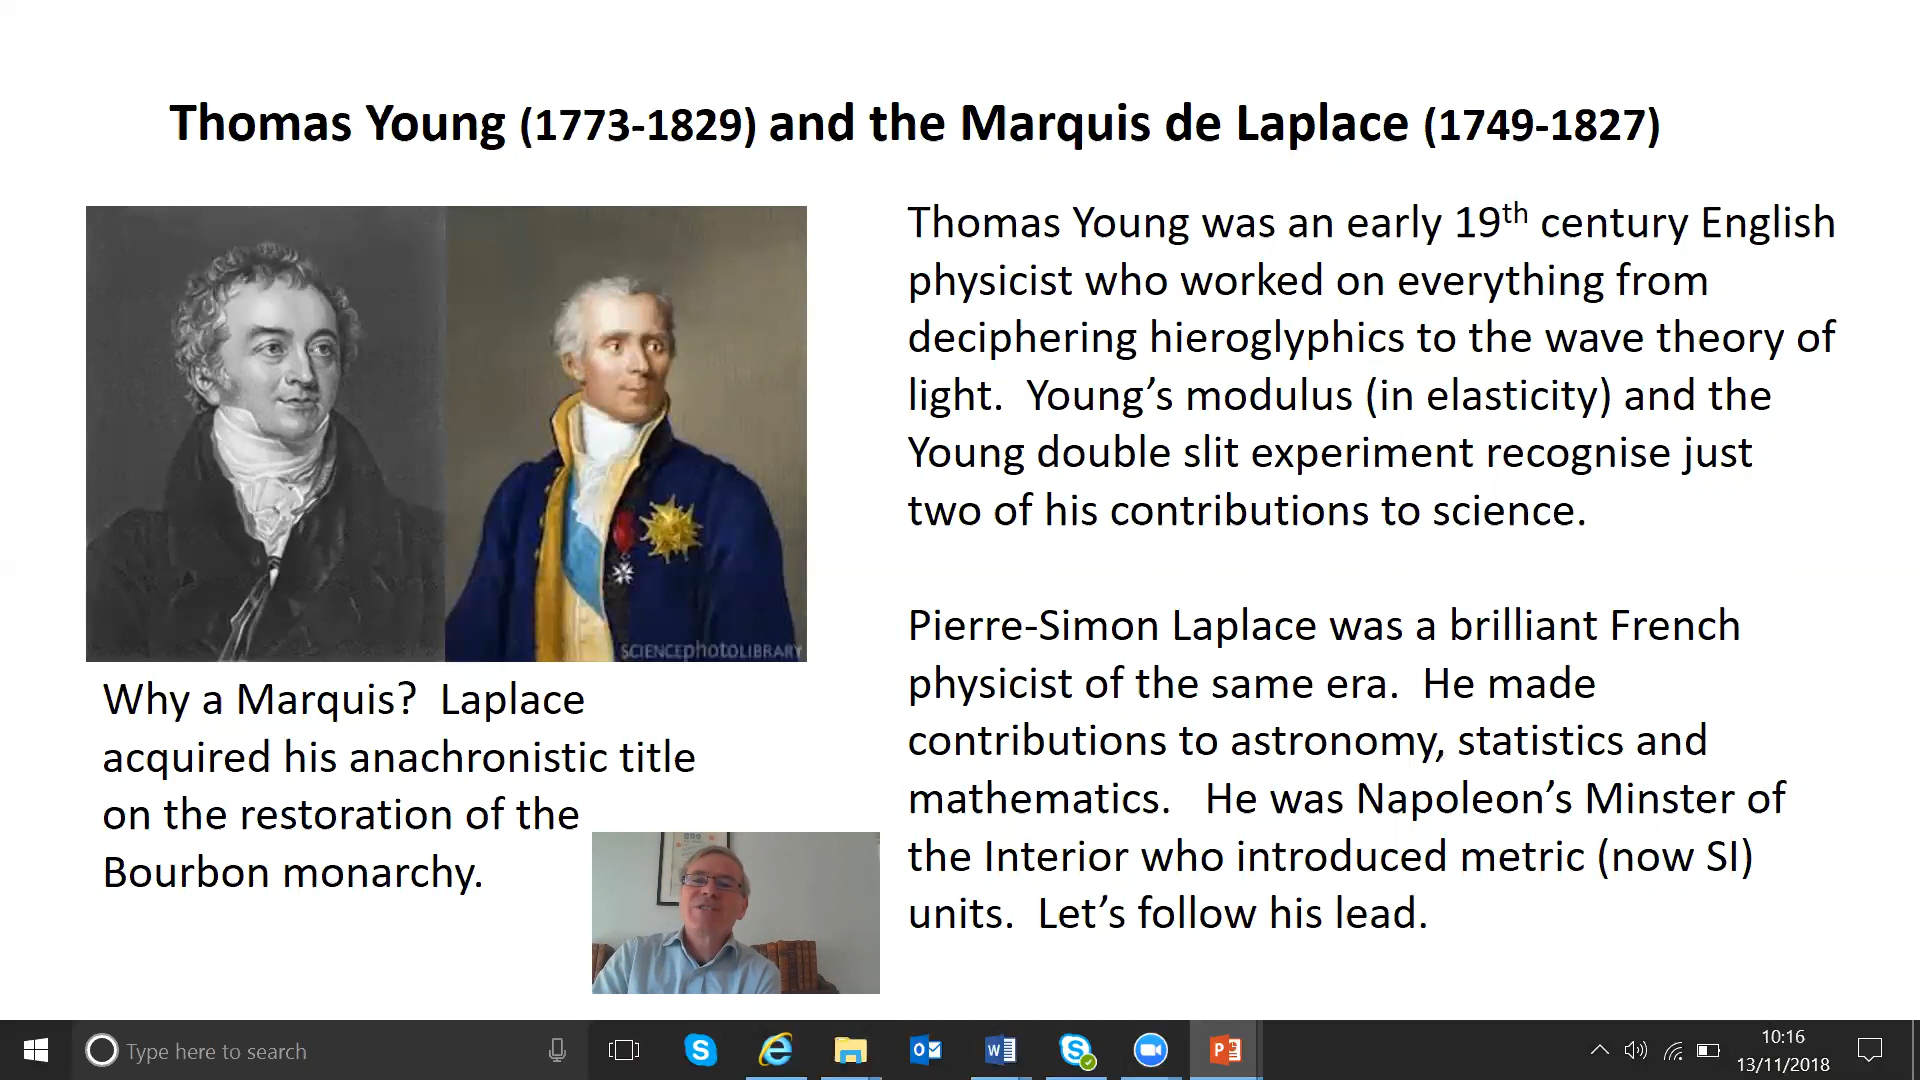 Thomas Young (1773-1829) and the Marquis de Laplace (1749-1827)
SCIENCEphotoLIBRARY
Why a Marquis?  Laplace
acquired his anachronistic title
on the restoration of the
Bourbon monarchy.
Thomas Young was an early 19th century English
physicist who worked on everything from
deciphering hieroglyphics to the wave theory of
light.  Young’s modulus (in elasticity) and the
Young double slit experiment recognise just
two of his contributions to science.
Pierre-Simon Laplace was a brilliant French
physicist of the same era.  He made
contributions to astronomy, statistics and
mathematics.   He was Napoleon’s Minster of
the Interior who introduced metric (now SI)
units.  Let’s follow his lead.
Type here to search
10:16
13/11/2018